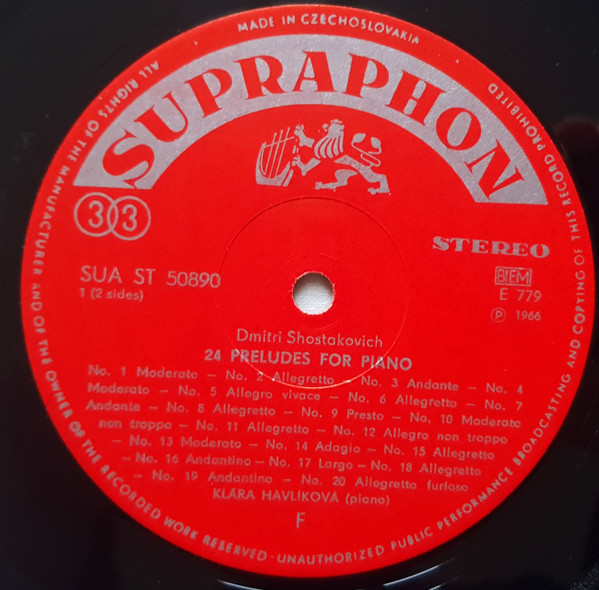 MADE IN CZECHOSLOVAKIA
ALL RIGHTS OF THE MANUFACTURER AND OF THE OWNER OF THE RECORDED WORK RESERVED · UNAUTHORIZED PUBLIC PERFORMANCE BROADCASTING AND COPYING OF THIS RECORD PROHIBITED
SUPRAPHON
33
STEREO
SUA ST 50890
1 (2 sides)
BIEM
E 779
Ⓟ 1966
Dmitri Shostakovich
24 PRELUDES FOR PIANO
No. 1 Moderato — No. 2 Allegretto — No. 3 Andante — No. 4
Moderato — No. 5 Allegro vivace — No. 6 Allegretto — No. 7
Andante — No. 8 Allegretto — No. 9 Presto — No. 10 Moderato
non troppo — No. 11 Allegretto — No. 12 Allegro non troppo
— No. 13 Moderato — No. 14 Adagio — No. 15 Allegretto
— No. 16 Andantino — No. 17 Largo — No. 18 Allegretto
— No. 19 Andantino — No. 20 Allegretto furioso
KLÁRA HAVLÍKOVÁ (piano)
F